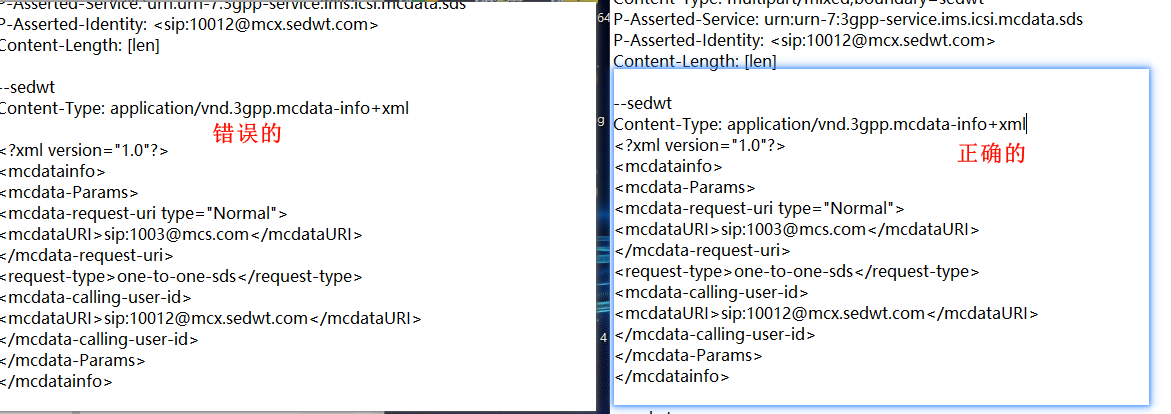 P-Asserted-Service: urn:urn-7:3gpp-service.ims.icsi.mcdata.sds
P-Asserted-Identity: <sip:10012@mcx.sedwt.com>
Content-Length: [len]
--sedwt
Content-Type: application/vnd.3gpp.mcdata-info+xml
错误的
<?xml version="1.0"?>
<mcdatainfo>
<mcdata-Params>
<mcdata-request-uri type="Normal">
<mcdataURI>sip:1003@mcs.com</mcdataURI>
</mcdata-request-uri>
<request-type>one-to-one-sds</request-type>
<mcdata-calling-user-id>
<mcdataURI>sip:10012@mcx.sedwt.com</mcdataURI>
</mcdata-calling-user-id>
</mcdata-Params>
</mcdatainfo>
64
g
4
Content-Type: multipart/mixed;boundary=sedwt
P-Asserted-Service: urn:urn-7:3gpp-service.ims.icsi.mcdata.sds
P-Asserted-Identity: <sip:10012@mcx.sedwt.com>
Content-Length: [len]
--sedwt
Content-Type: application/vnd.3gpp.mcdata-info+xml
<?xml version="1.0"?>
正确的
<mcdatainfo>
<mcdata-Params>
<mcdata-request-uri type="Normal">
<mcdataURI>sip:1003@mcs.com</mcdataURI>
</mcdata-request-uri>
<request-type>one-to-one-sds</request-type>
<mcdata-calling-user-id>
<mcdataURI>sip:10012@mcx.sedwt.com</mcdataURI>
</mcdata-calling-user-id>
</mcdata-Params>
</mcdatainfo>